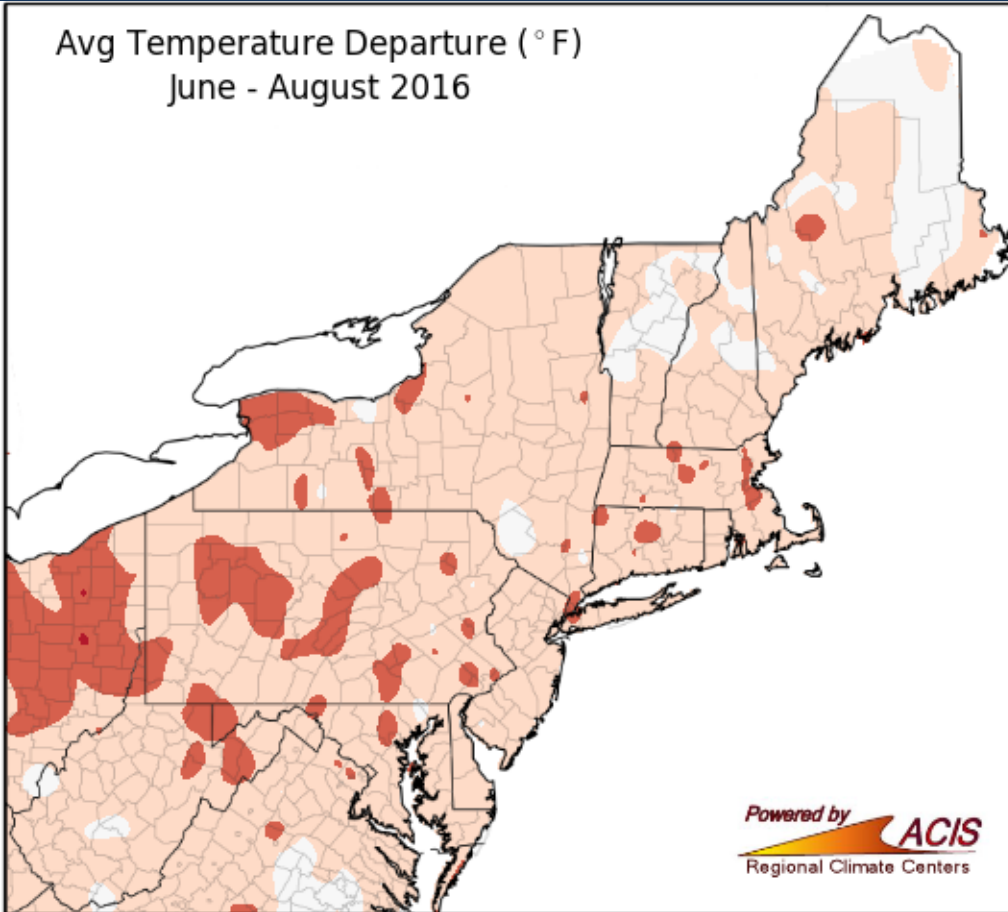 Avg Temperature Departure (°F)
June - August 2016
Powered by
ACIS
Regional Climate Centers